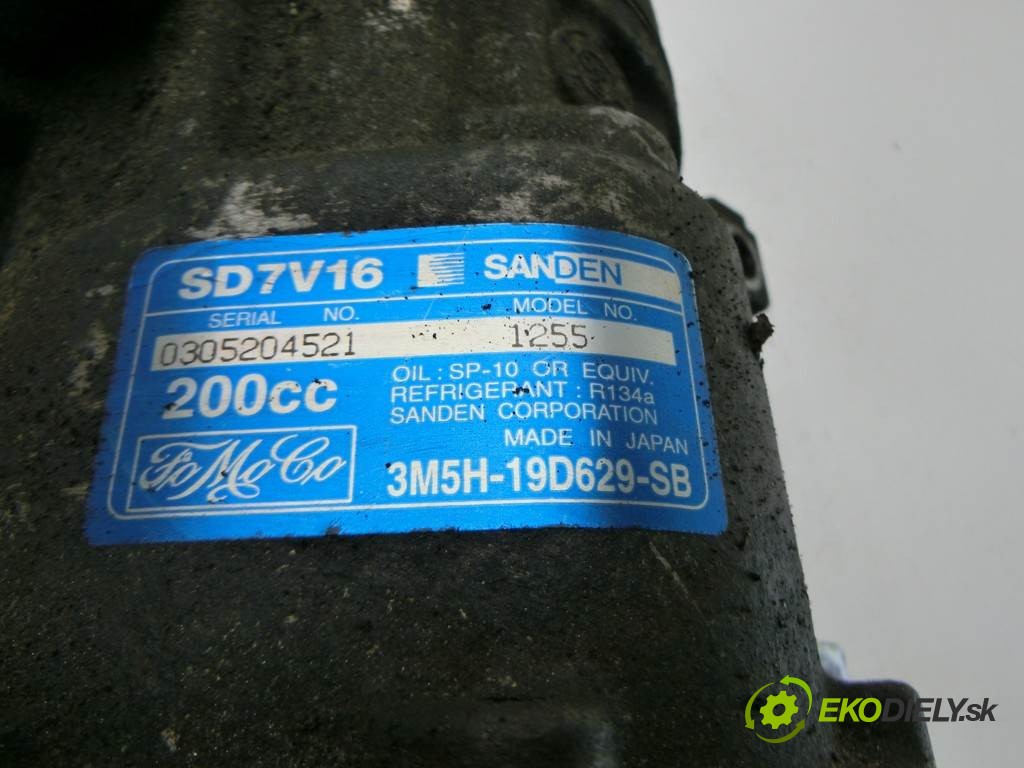 SD7V16 SANDEN
SERIAL NO. MODEL NO.
0305204521 1255
200cc
OIL : SP-10 OR EQUIV.
REFRIGERANT : R134a
SANDEN CORPORATION
MADE IN JAPAN
FoMoCo
3M5H-19D629-SB
EKODIELY.sk